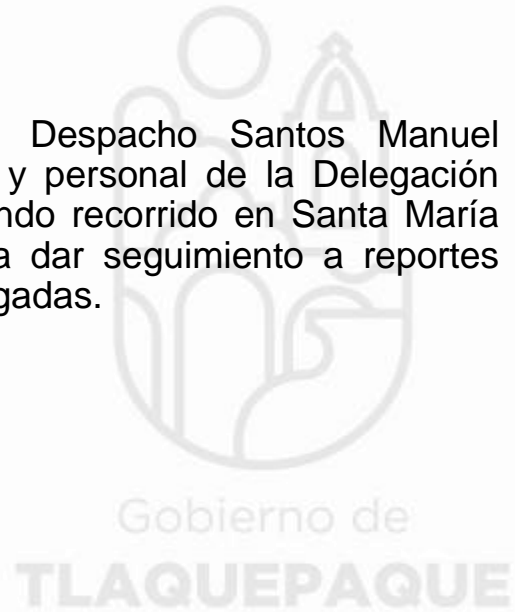 Despacho Santos Manuel
y personal de la Delegación
ndo recorrido en Santa María
a dar seguimiento a reportes
gadas.
Gobierno de
TLAQUEPAQUE